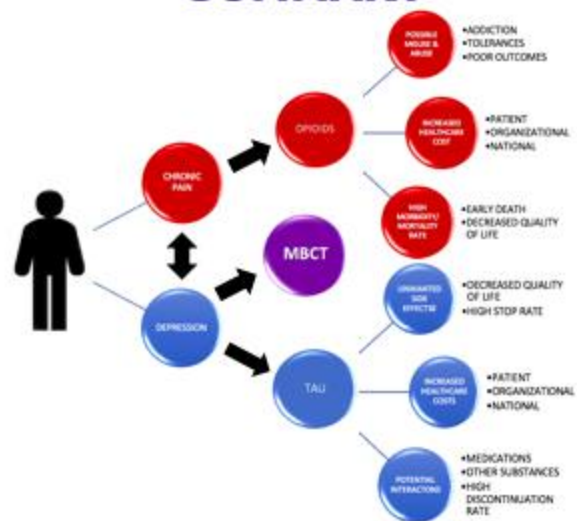 POSSIBLE
MISUSE &
ABUSE
•ADDICTION
•TOLERANCES
•POOR OUTCOMES
OPIOIDS
INCREASED
HEALTHCARE
COST
•PATIENT
•ORGANIZATIONAL
•NATIONAL
CHRONIC
PAIN
HIGH
MORBIDITY/
MORTALITY
RATE
•EARLY DEATH
•DECREASED QUALITY
OF LIFE
MBCT
DEPRESSION
UNWANTED
SIDE
EFFECTS
•DECREASED QUALITY
OF LIFE
•HIGH STOP RATE
TAU
INCREASED
HEALTHCARE
COSTS
•PATIENT
•ORGANIZATIONAL
•NATIONAL
POTENTIAL
INTERACTIONS
•MEDICATIONS
•OTHER SUBSTANCES
•HIGH
DISCONTINUATION
RATE